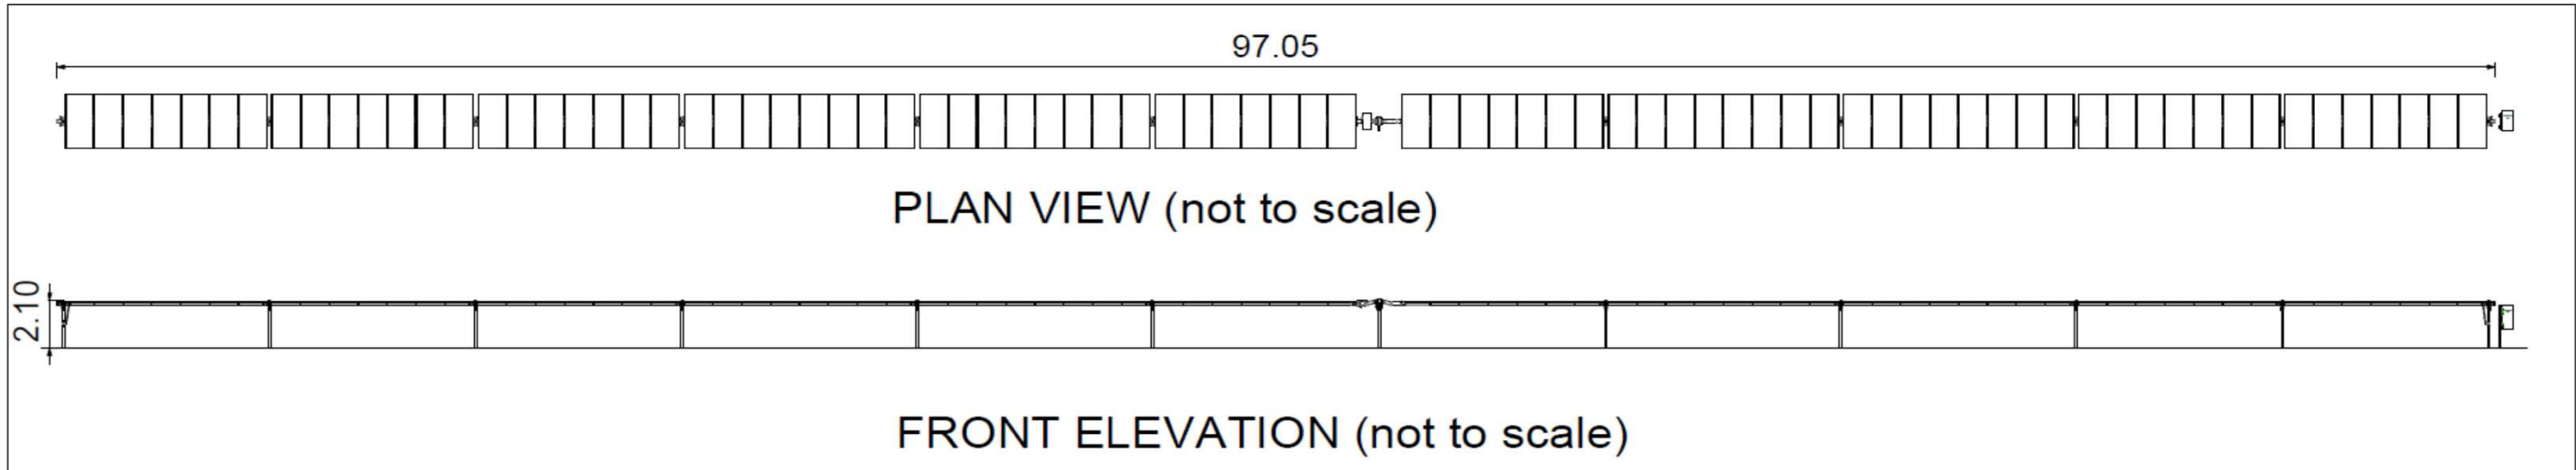 97.05
PLAN VIEW (not to scale)
2.10
FRONT ELEVATION (not to scale)